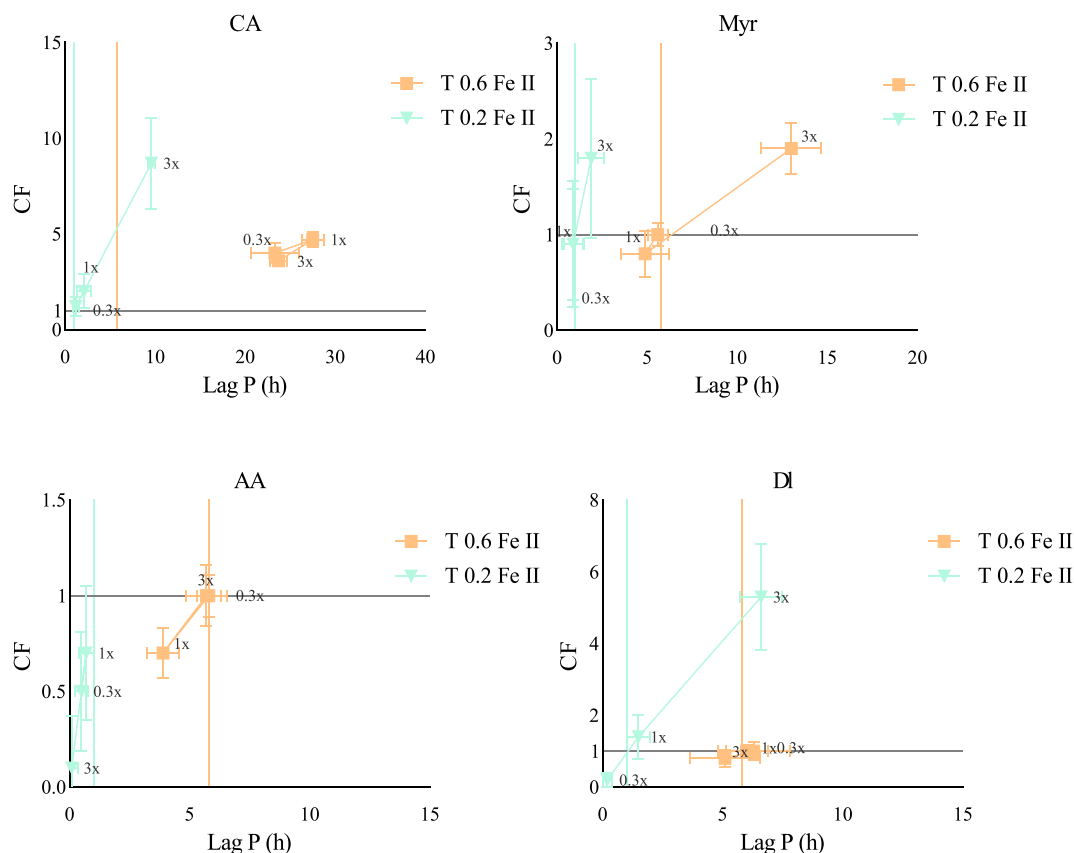 CA
15
10
5
1
0
CF
T 0.6 Fe II
T 0.2 Fe II
3x
1x
0.3x
0.3x
1x
3x
0 10 20 30 40
Lag P (h)
Myr
3
2
1
0
CF
T 0.6 Fe II
T 0.2 Fe II
3x
3x
1x
1x
0.3x
0.3x
0 5 10 15 20
Lag P (h)
AA
1.5
1
0.5
0.0
CF
T 0.6 Fe II
T 0.2 Fe II
3x
0.3x
1x
1x
0.3x
3x
0 5 10 15
Lag P (h)
Dl
8
6
4
2
1
0
CF
T 0.6 Fe II
T 0.2 Fe II
3x
1x
3x
1x
0.3x
0.3x
0 5 10 15
Lag P (h)